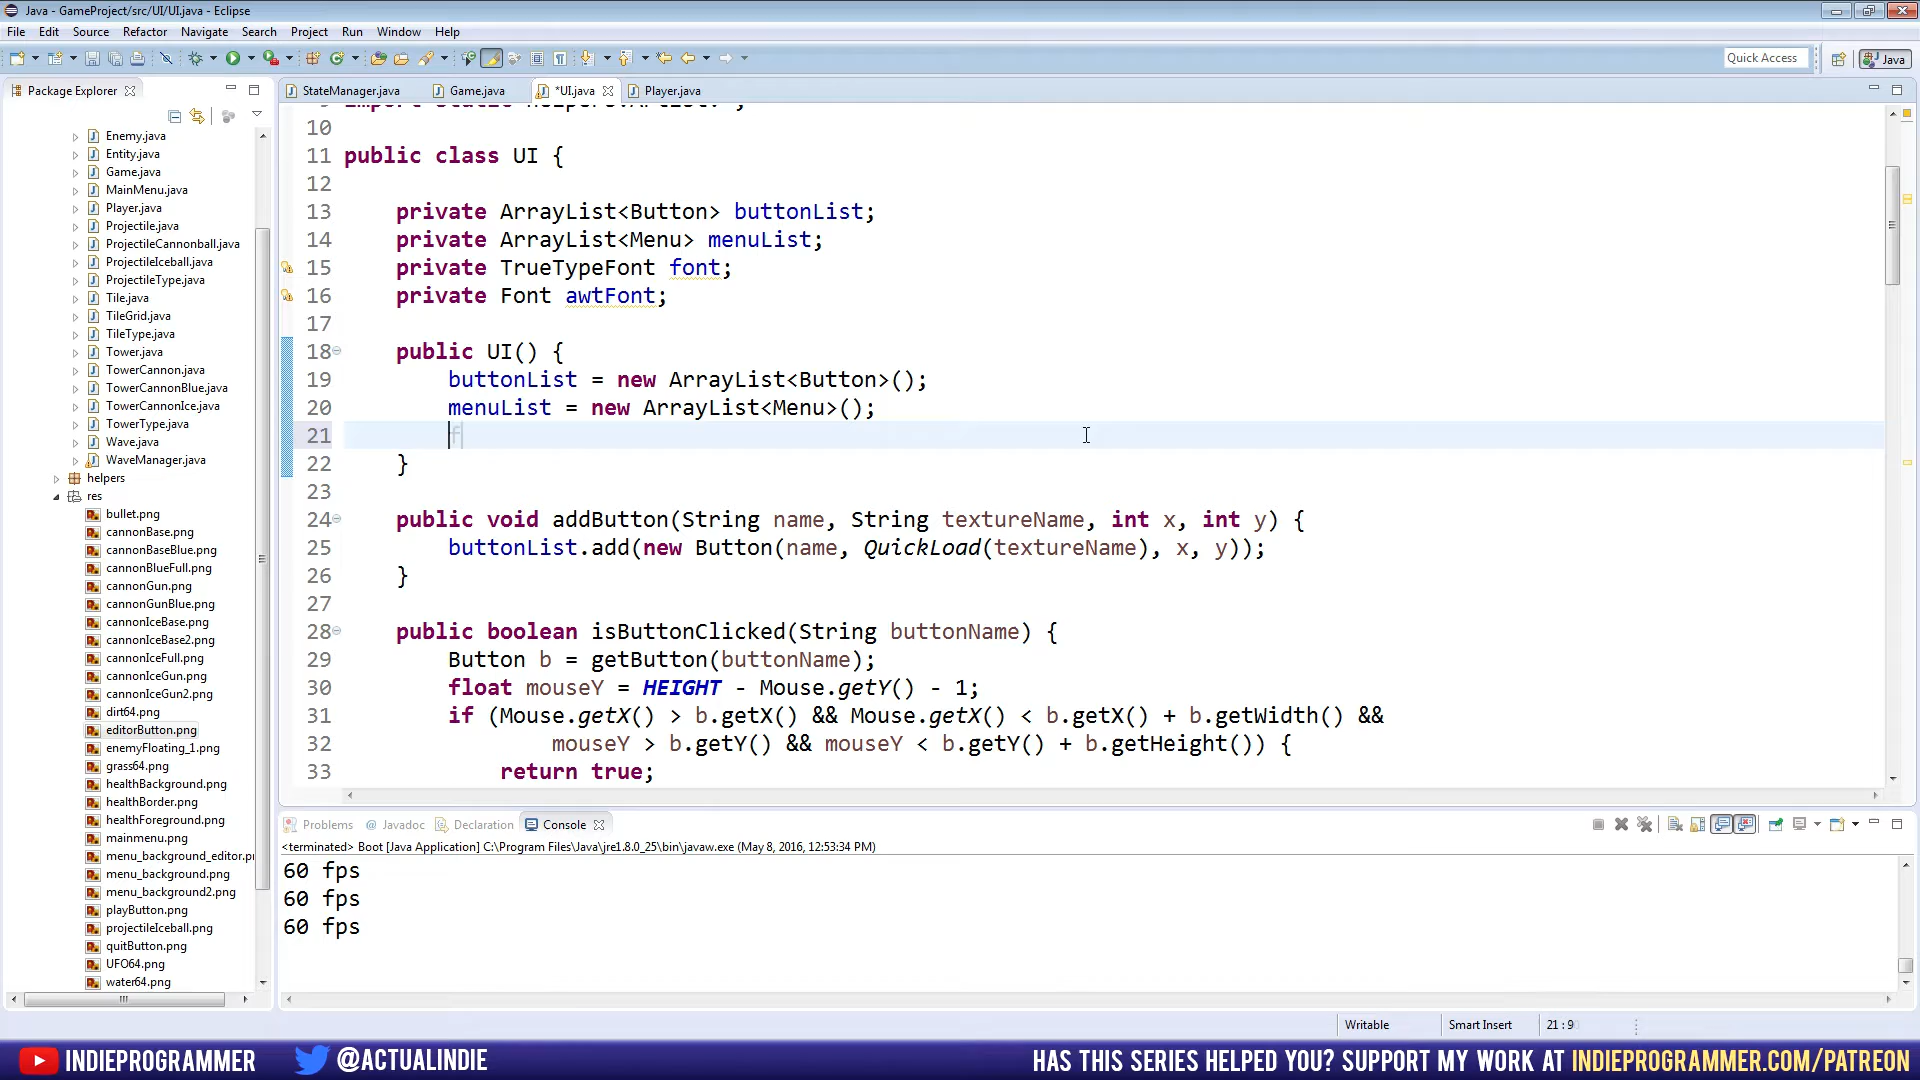 Java - GameProject/src/UI/UI.java - Eclipse
File Edit Source Refactor Navigate Search Project Run Window Help
Quick Access Java
Package Explorer
StateManager.java Game.java *UI.java Player.java
Enemy.java
Entity.java
Game.java
MainMenu.java
Player.java
Projectile.java
ProjectileCannonball.java
ProjectileIceball.java
ProjectileType.java
Tile.java
TileGrid.java
TileType.java
Tower.java
TowerCannon.java
TowerCannonBlue.java
TowerCannonIce.java
TowerType.java
Wave.java
WaveManager.java
helpers
res
bullet.png
cannonBase.png
cannonBaseBlue.png
cannonBlueFull.png
cannonGun.png
cannonGunBlue.png
cannonIceBase.png
cannonIceBase2.png
cannonIceFull.png
cannonIceGun.png
cannonIceGun2.png
dirt64.png
editorButton.png
enemyFloating_1.png
grass64.png
healthBackground.png
healthBorder.png
healthForeground.png
mainmenu.png
menu_background_editor.pr
menu_background.png
menu_background2.png
playButton.png
projectileIceball.png
quitButton.png
UFO64.png
water64.png
10
11 public class UI {
12
13 private ArrayList<Button> buttonList;
14 private ArrayList<Menu> menuList;
15 private TrueTypeFont font;
16 private Font awtFont;
17
18 public UI() {
19 buttonList = new ArrayList<Button>();
20 menuList = new ArrayList<Menu>();
21 f
22 }
23
24 public void addButton(String name, String textureName, int x, int y) {
25 buttonList.add(new Button(name, QuickLoad(textureName), x, y));
26 }
27
28 public boolean isButtonClicked(String buttonName) {
29 Button b = getButton(buttonName);
30 float mouseY = HEIGHT - Mouse.getY() - 1;
31 if (Mouse.getX() > b.getX() && Mouse.getX() < b.getX() + b.getWidth() &&
32 mouseY > b.getY() && mouseY < b.getY() + b.getHeight()) {
33 return true;
Problems @ Javadoc Declaration Console
<terminated> Boot [Java Application] C:\Program Files\Java\jre1.8.0_25\bin\javaw.exe (May 8, 2016, 12:53:34 PM)
60 fps
60 fps
60 fps
Writable Smart Insert 21 : 9
INDIEPROGRAMMER @ACTUALINDIE HAS THIS SERIES HELPED YOU? SUPPORT MY WORK AT INDIEPROGRAMMER.COM/PATREON